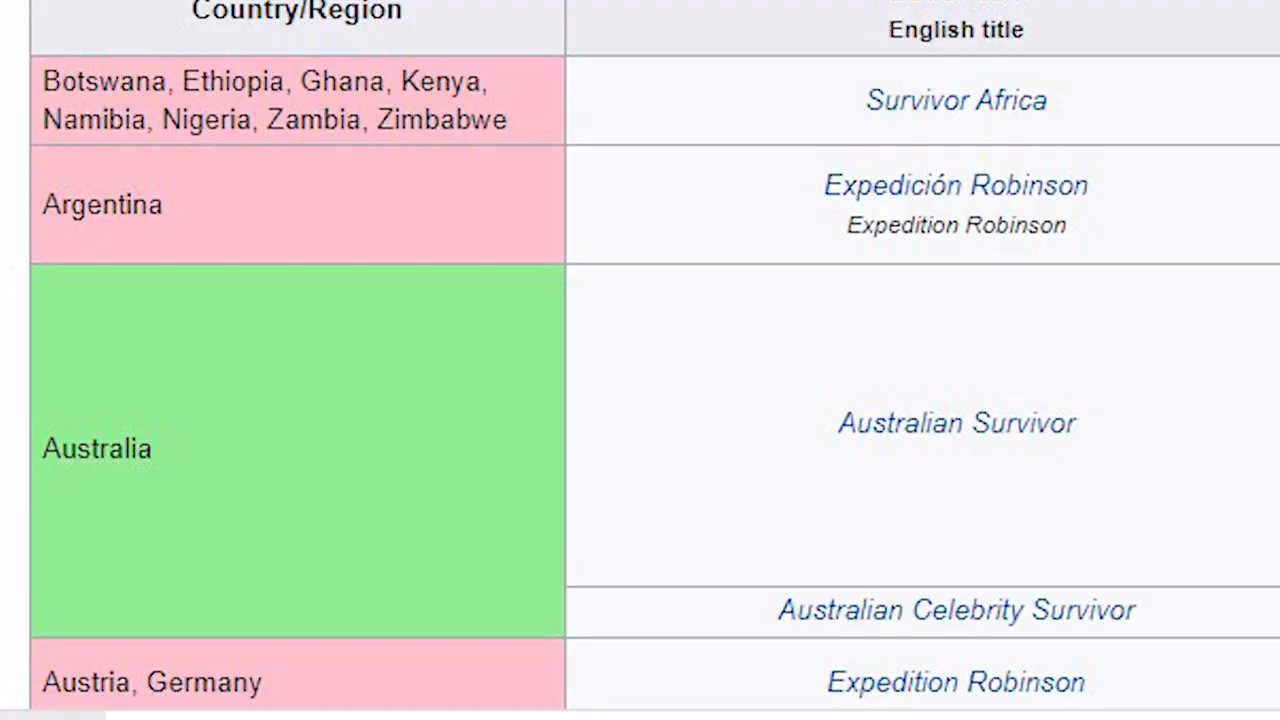 Country/Region
English title
Botswana, Ethiopia, Ghana, Kenya,
Namibia, Nigeria, Zambia, Zimbabwe
Survivor Africa
Argentina
Expedición Robinson
Expedition Robinson
Australia
Australian Survivor
Australian Celebrity Survivor
Austria, Germany
Expedition Robinson